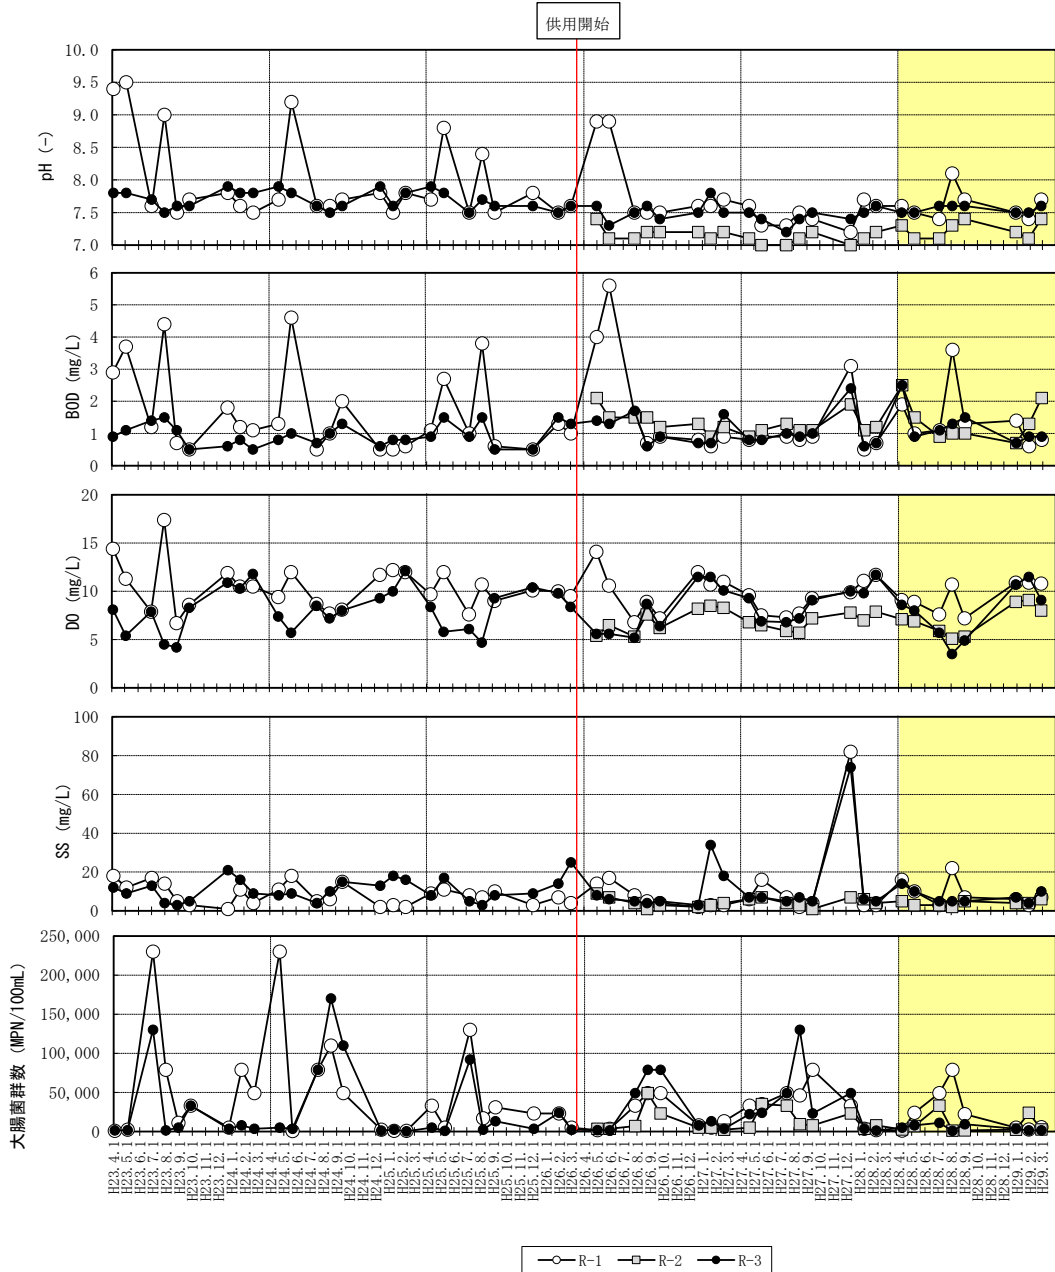 供用開始
pH (-)
10.0
9.5
9.0
8.5
8.0
7.5
7.0
BOD (mg/L)
6
5
4
3
2
1
0
DO (mg/L)
20
15
10
5
0
SS (mg/L)
100
80
60
40
20
0
大腸菌群数 (MPN/100mL)
250,000
200,000
150,000
100,000
50,000
0
H23.4.1
H23.5.1
H23.6.1
H23.7.1
H23.8.1
H23.9.1
H23.10.1
H23.11.1
H24.1.1
H24.2.1
H24.3.1
H24.4.1
H24.5.1
H24.6.1
H24.7.1
H24.8.1
H24.9.1
H24.10.1
H24.11.1
H24.12.1
H25.1.1
H25.2.1
H25.3.1
H25.4.1
H25.5.1
H25.6.1
H25.7.1
H25.8.1
H25.9.1
H25.10.1
H25.11.1
H25.12.1
H26.1.1
H26.2.1
H26.3.1
H26.4.1
H26.5.1
H26.6.1
H26.7.1
H26.8.1
H26.9.1
H26.10.1
H26.11.1
H26.12.1
H27.1.1
H27.2.1
H27.3.1
H27.4.1
H27.5.1
H27.6.1
H27.7.1
H27.8.1
H27.9.1
H27.10.1
H27.11.1
H27.12.1
H28.1.1
H28.2.1
H28.3.1
H28.4.1
H28.5.1
H28.6.1
H28.7.1
H28.8.1
H28.9.1
H28.10.1
H28.11.1
H28.12.1
H29.1.1
H29.2.1
H29.3.1
R-1
R-2
R-3